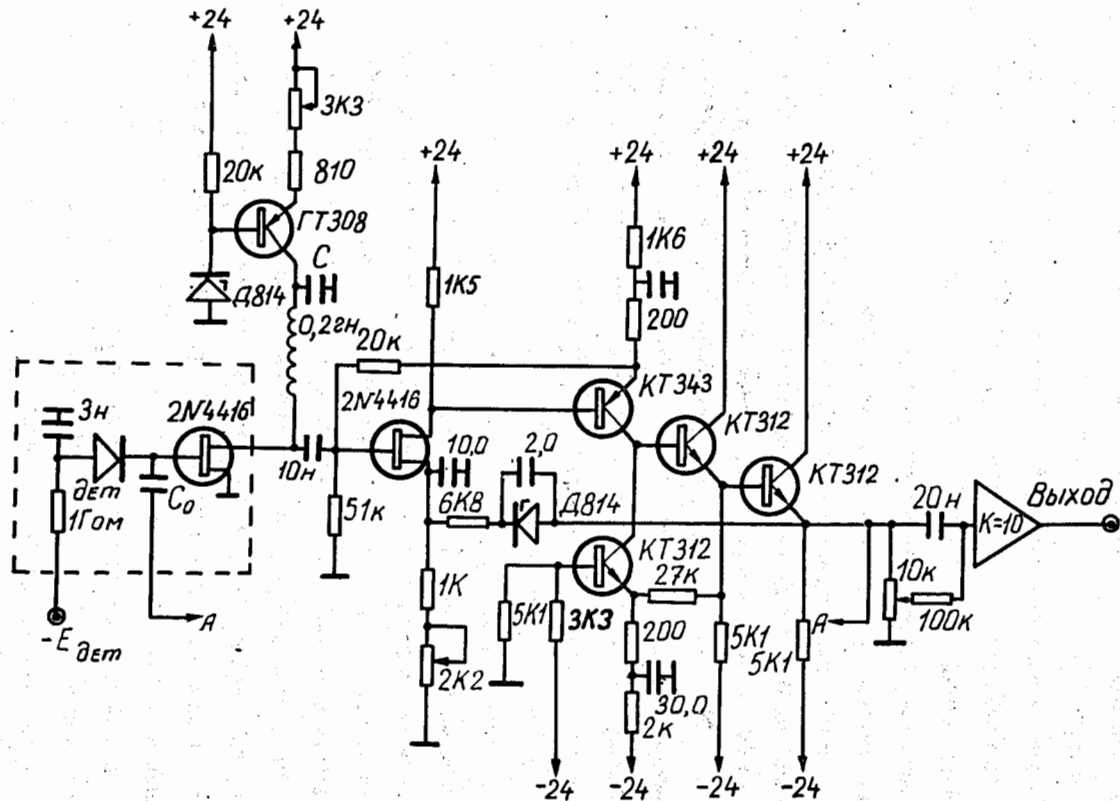 +24 +24
3К3
20к
810
ГТ308
С
Д814
0,2гн
+24 +24 +24 +24
1К5
1К6
200
20к
КТ343
КТ312
КТ312
3н
2N4416
2N4416
дет
С₀
1Гом
10н
51к
10,0
2,0
6К8
Д814
КТ312
20н
Выход
К=10
27к
10к
100к
-Е дет
А
1К
2К2
5К1
3К3
200
30,0
2к
5К1
5К1
А
-24 -24 -24 -24